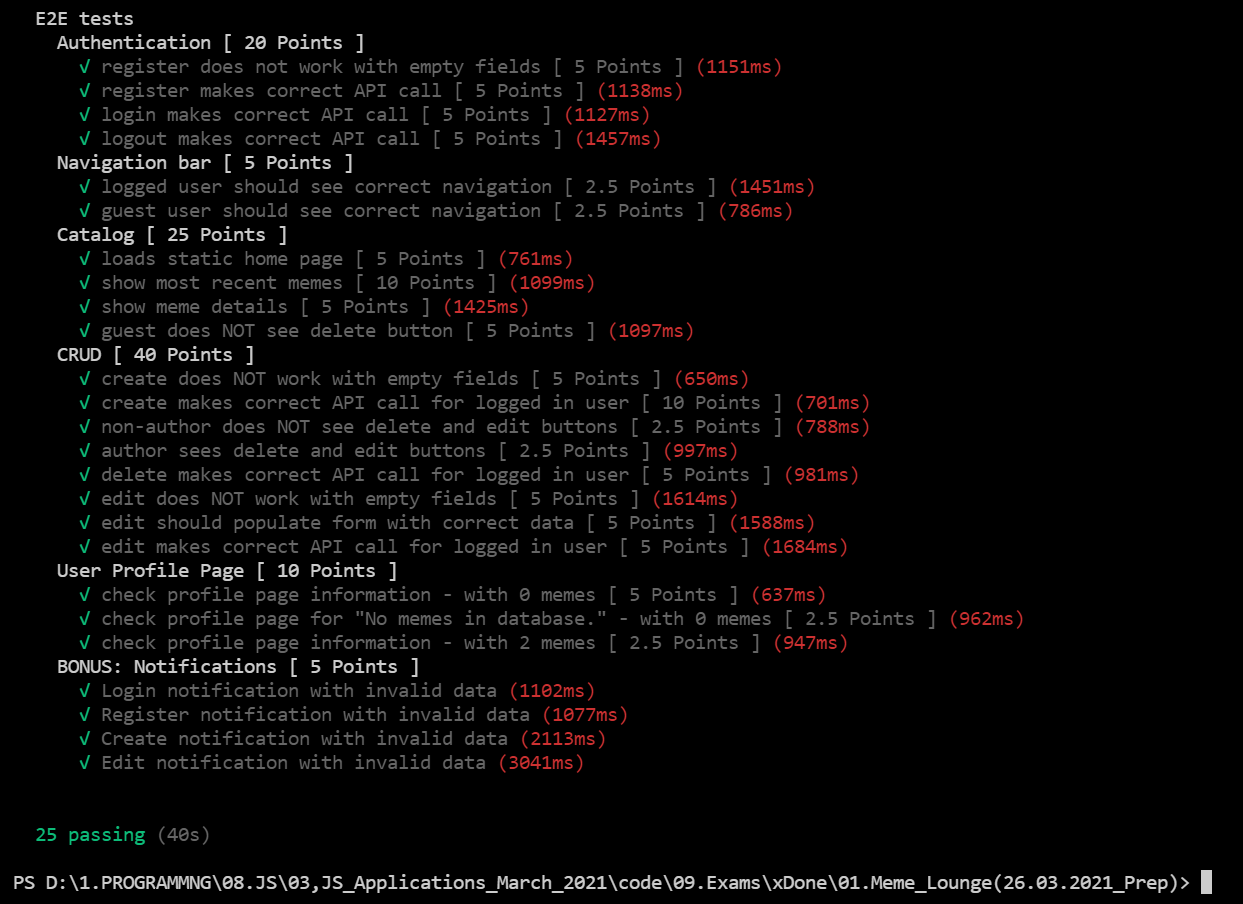 E2E tests
Authentication [ 20 Points ]
√ register does not work with empty fields [ 5 Points ] (1151ms)
√ register makes correct API call [ 5 Points ] (1138ms)
√ login makes correct API call [ 5 Points ] (1127ms)
√ logout makes correct API call [ 5 Points ] (1457ms)
Navigation bar [ 5 Points ]
√ logged user should see correct navigation [ 2.5 Points ] (1451ms)
√ guest user should see correct navigation [ 2.5 Points ] (786ms)
Catalog [ 25 Points ]
√ loads static home page [ 5 Points ] (761ms)
√ show most recent memes [ 10 Points ] (1099ms)
√ show meme details [ 5 Points ] (1425ms)
√ guest does NOT see delete button [ 5 Points ] (1097ms)
CRUD [ 40 Points ]
√ create does NOT work with empty fields [ 5 Points ] (650ms)
√ create makes correct API call for logged in user [ 10 Points ] (701ms)
√ non-author does NOT see delete and edit buttons [ 2.5 Points ] (788ms)
√ author sees delete and edit buttons [ 2.5 Points ] (997ms)
√ delete makes correct API call for logged in user [ 5 Points ] (981ms)
√ edit does NOT work with empty fields [ 5 Points ] (1614ms)
√ edit should populate form with correct data [ 5 Points ] (1588ms)
√ edit makes correct API call for logged in user [ 5 Points ] (1684ms)
User Profile Page [ 10 Points ]
√ check profile page information - with 0 memes [ 5 Points ] (637ms)
√ check profile page for "No memes in database." - with 0 memes [ 2.5 Points ] (962ms)
√ check profile page information - with 2 memes [ 2.5 Points ] (947ms)
BONUS: Notifications [ 5 Points ]
√ Login notification with invalid data (1102ms)
√ Register notification with invalid data (1077ms)
√ Create notification with invalid data (2113ms)
√ Edit notification with invalid data (3041ms)
25 passing (40s)
PS D:\1.PROGRAMMNG\08.JS\03,JS_Applications_March_2021\code\09.Exams\xDone\01.Meme_Lounge(26.03.2021_Prep)>